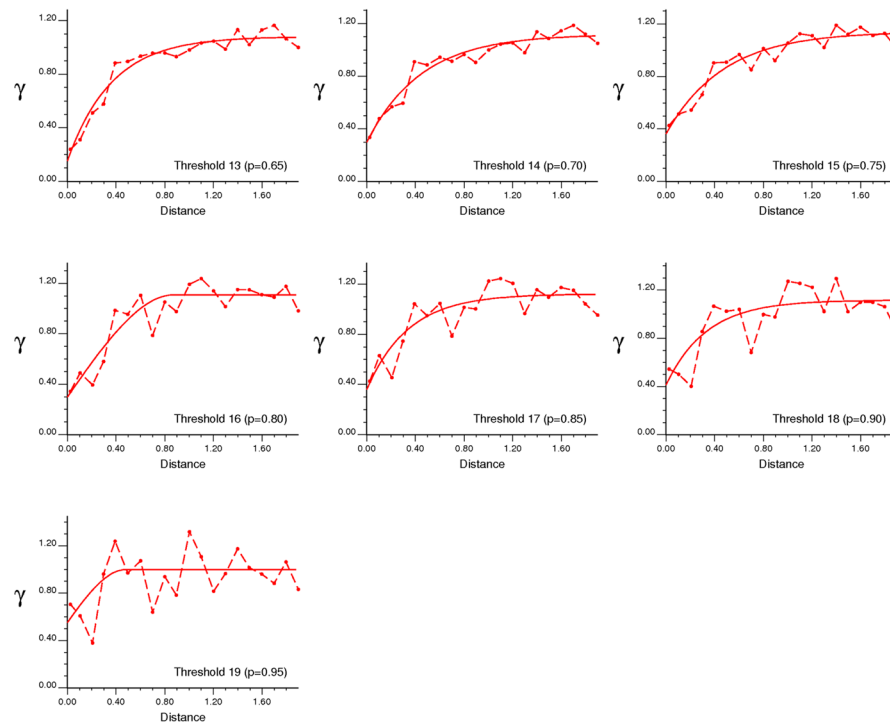 1.20
0.80
γ
0.40
0.00
Threshold 13 (p=0.65)
0.00 0.40 0.80 1.20 1.60
Distance
1.20
0.80
γ
0.40
0.00
Threshold 14 (p=0.70)
0.00 0.40 0.80 1.20 1.60
Distance
1.20
0.80
γ
0.40
0.00
Threshold 15 (p=0.75)
0.00 0.40 0.80 1.20 1.60
Distance
1.20
0.80
γ
0.40
0.00
Threshold 16 (p=0.80)
0.00 0.40 0.80 1.20 1.60
Distance
1.20
0.80
γ
0.40
0.00
Threshold 17 (p=0.85)
0.00 0.40 0.80 1.20 1.60
Distance
1.20
0.80
γ
0.40
0.00
Threshold 18 (p=0.90)
0.00 0.40 0.80 1.20 1.60
Distance
1.20
0.80
γ
0.40
0.00
Threshold 19 (p=0.95)
0.00 0.40 0.80 1.20 1.60
Distance